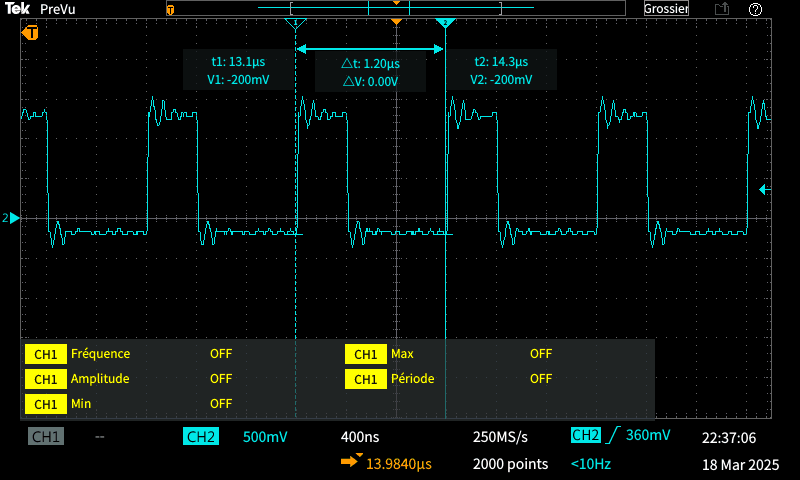 Tek PreVu Grossier
T
T
1 2
t1: 13.1µs △t: 1.20µs t2: 14.3µs
V1: -200mV △V: 0.00V V2: -200mV
2
CH1 Fréquence OFF CH1 Max OFF
CH1 Amplitude OFF CH1 Période OFF
CH1 Min OFF
CH1 -- CH2 500mV 400ns 250MS/s CH2 360mV 22:37:06
13.9840µs 2000 points <10Hz 18 Mar 2025